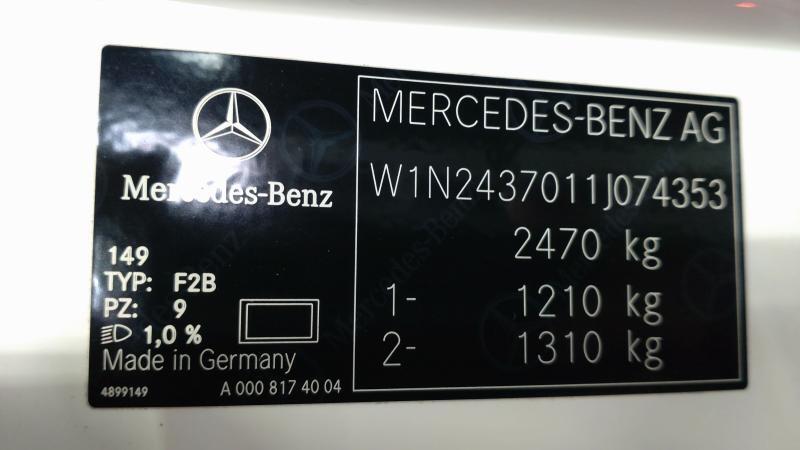 Mercedes-Benz
149
TYP: F2B
PZ: 9
1,0 %
Made in Germany
4899149 A 000 817 40 04
MERCEDES-BENZ AG
W1N2437011J074353
2470 kg
1- 1210 kg
2- 1310 kg